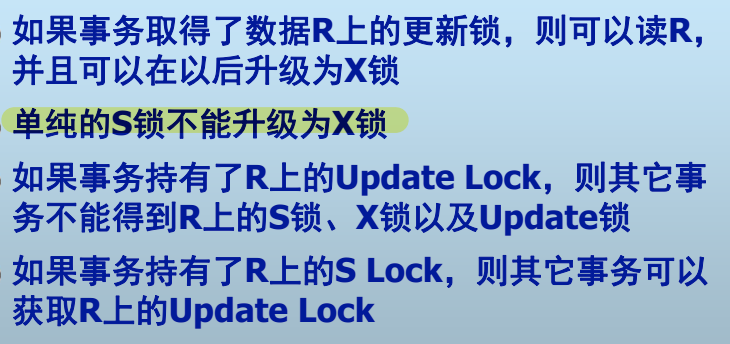 如果事务取得了数据R上的更新锁，则可以读R，
并且可以在以后升级为X锁
单纯的S锁不能升级为X锁
如果事务持有了R上的Update Lock，则其它事
务不能得到R上的S锁、X锁以及Update锁
如果事务持有了R上的S Lock，则其它事务可以
获取R上的Update Lock